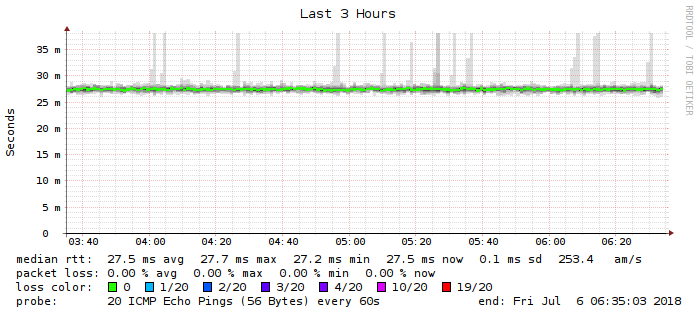 Last 3 Hours
RRDTOOL / TOBI OETIKER
Seconds
35 m
30 m
25 m
20 m
15 m
10 m
5 m
0
03:40 04:00 04:20 04:40 05:00 05:20 05:40 06:00 06:20
median rtt: 27.5 ms avg 27.7 ms max 27.2 ms min 27.5 ms now 0.1 ms sd 253.4 am/s
packet loss: 0.00 % avg 0.00 % max 0.00 % min 0.00 % now
loss color: 0 1/20 2/20 3/20 4/20 10/20 19/20
probe: 20 ICMP Echo Pings (56 Bytes) every 60s end: Fri Jul 6 06:35:03 2018